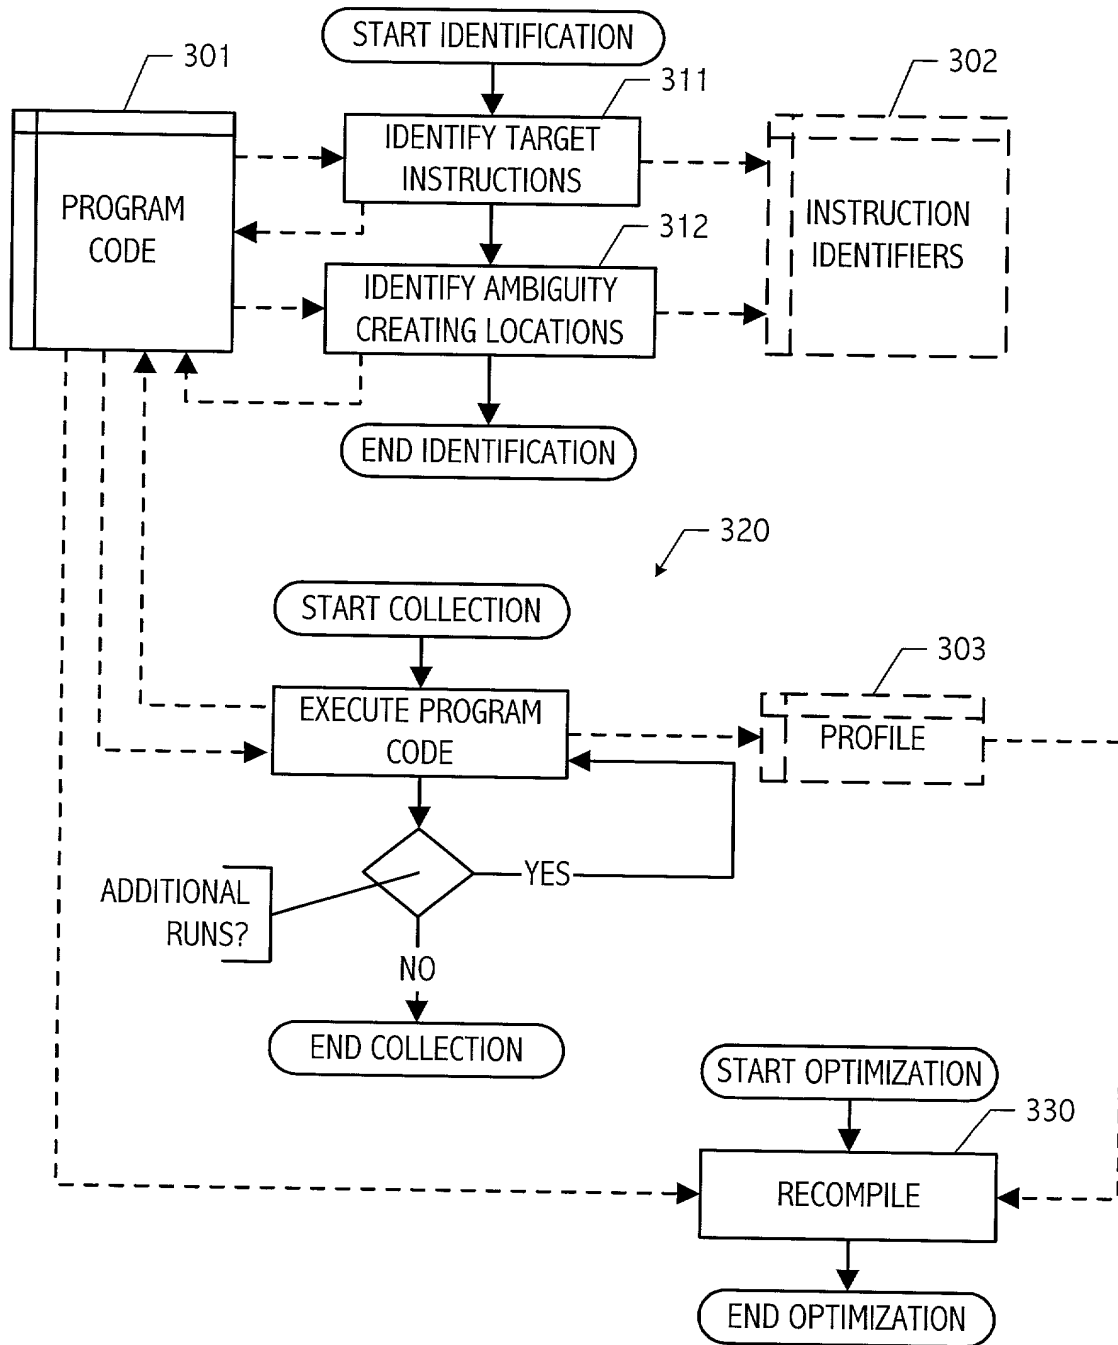 START IDENTIFICATION
301
311
302
IDENTIFY TARGET
INSTRUCTIONS
PROGRAM
CODE
INSTRUCTION
IDENTIFIERS
312
IDENTIFY AMBIGUITY
CREATING LOCATIONS
END IDENTIFICATION
320
START COLLECTION
303
EXECUTE PROGRAM
CODE
PROFILE
YES
ADDITIONAL
RUNS?
NO
END COLLECTION
START OPTIMIZATION
330
RECOMPILE
END OPTIMIZATION